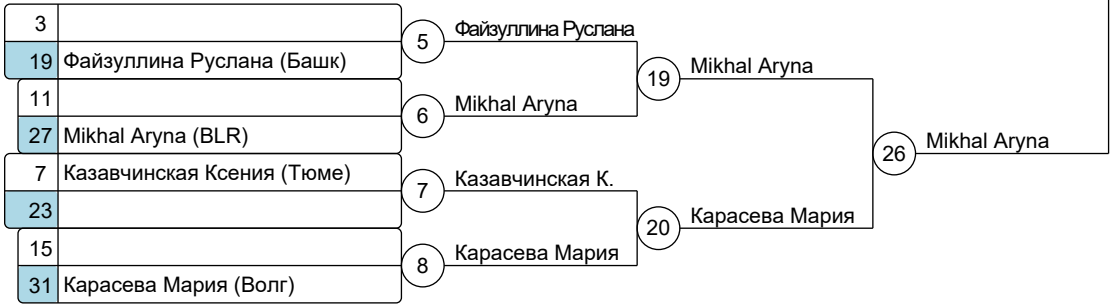 3
19 Файзуллина Руслана (Башк)
5
Файзуллина Руслана
11
27 Mikhal Aryna (BLR)
6
Mikhal Aryna
19
Mikhal Aryna
7 Казавчинская Ксения (Тюме)
23
7
Казавчинская К.
15
31 Карасева Мария (Волг)
8
Карасева Мария
20
Карасева Мария
26
Mikhal Aryna